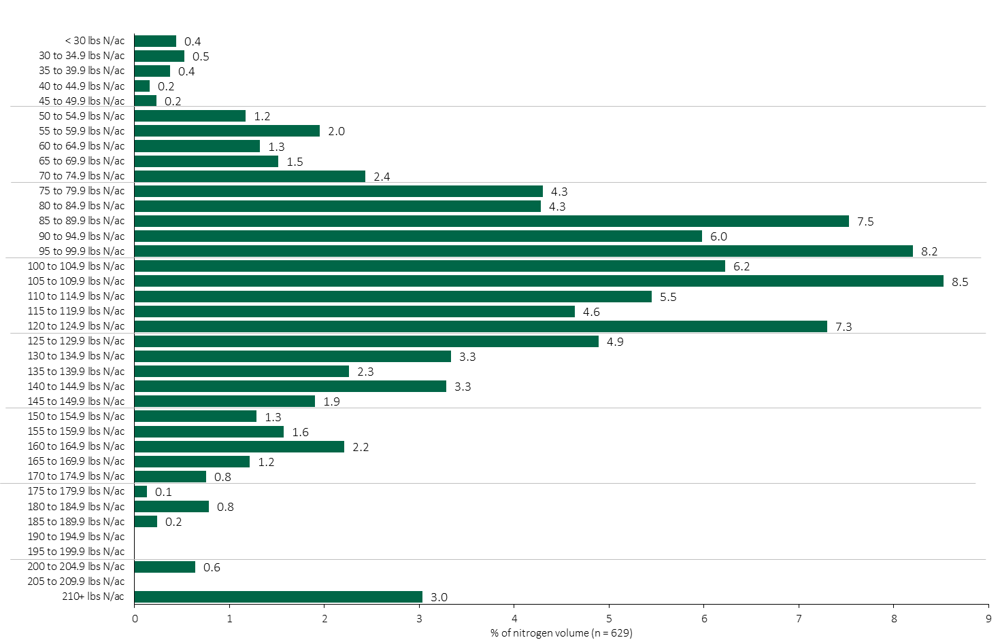 < 30 lbs N/ac 0.4
30 to 34.9 lbs N/ac 0.5
35 to 39.9 lbs N/ac 0.4
40 to 44.9 lbs N/ac 0.2
45 to 49.9 lbs N/ac 0.2
50 to 54.9 lbs N/ac 1.2
55 to 59.9 lbs N/ac 2.0
60 to 64.9 lbs N/ac 1.3
65 to 69.9 lbs N/ac 1.5
70 to 74.9 lbs N/ac 2.4
75 to 79.9 lbs N/ac 4.3
80 to 84.9 lbs N/ac 4.3
85 to 89.9 lbs N/ac 7.5
90 to 94.9 lbs N/ac 6.0
95 to 99.9 lbs N/ac 8.2
100 to 104.9 lbs N/ac 6.2
105 to 109.9 lbs N/ac 8.5
110 to 114.9 lbs N/ac 5.5
115 to 119.9 lbs N/ac 4.6
120 to 124.9 lbs N/ac 7.3
125 to 129.9 lbs N/ac 4.9
130 to 134.9 lbs N/ac 3.3
135 to 139.9 lbs N/ac 2.3
140 to 144.9 lbs N/ac 3.3
145 to 149.9 lbs N/ac 1.9
150 to 154.9 lbs N/ac 1.3
155 to 159.9 lbs N/ac 1.6
160 to 164.9 lbs N/ac 2.2
165 to 169.9 lbs N/ac 1.2
170 to 174.9 lbs N/ac 0.8
175 to 179.9 lbs N/ac 0.1
180 to 184.9 lbs N/ac 0.8
185 to 189.9 lbs N/ac 0.2
190 to 194.9 lbs N/ac
195 to 199.9 lbs N/ac
200 to 204.9 lbs N/ac 0.6
205 to 209.9 lbs N/ac
210+ lbs N/ac 3.0
0 1 2 3 4 5 6 7 8 9
% of nitrogen volume (n = 629)